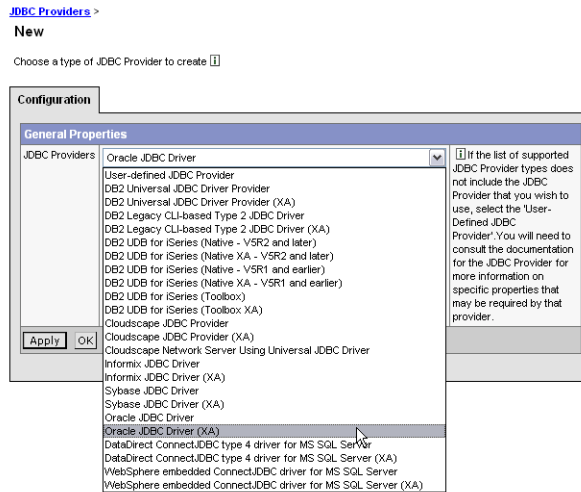 JDBC Providers >
New
Choose a type of JDBC Provider to create i
Configuration
General Properties
JDBC Providers
Oracle JDBC Driver
User-defined JDBC Provider
DB2 Universal JDBC Driver Provider
DB2 Universal JDBC Driver Provider (XA)
DB2 Legacy CLI-based Type 2 JDBC Driver
DB2 Legacy CLI-based Type 2 JDBC Driver (XA)
DB2 UDB for iSeries (Native - V5R2 and later)
DB2 UDB for iSeries (Native XA - V5R2 and later)
DB2 UDB for iSeries (Native - V5R1 and earlier)
DB2 UDB for iSeries (Native XA - V5R1 and earlier)
DB2 UDB for iSeries (Toolbox)
DB2 UDB for iSeries (Toolbox XA)
Cloudscape JDBC Provider
Cloudscape JDBC Provider (XA)
Cloudscape Network Server Using Universal JDBC Driver
Informix JDBC Driver
Informix JDBC Driver (XA)
Sybase JDBC Driver
Sybase JDBC Driver (XA)
Oracle JDBC Driver
Oracle JDBC Driver (XA)
DataDirect ConnectJDBC type 4 driver for MS SQL Server
DataDirect ConnectJDBC type 4 driver for MS SQL Server (XA)
WebSphere embedded ConnectJDBC driver for MS SQL Server
WebSphere embedded ConnectJDBC driver for MS SQL Server (XA)
i If the list of supported
JDBC Provider types does
not include the JDBC
Provider that you wish to
use, select the 'User-
Defined JDBC
Provider'.You will need to
consult the documentation
for the JDBC Provider for
more information on
specific properties that
may be required by that
provider.
Apply OK